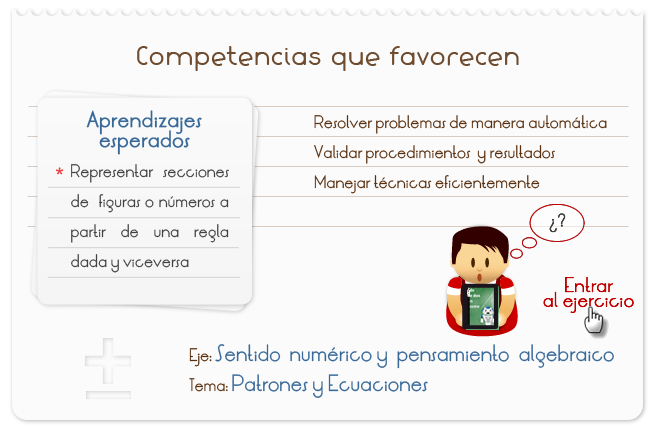 Competencias que favorecen
Aprendizajes
esperados
* Representar secciones
de figuras o números a
partir de una regla
dada y viceversa
Resolver problemas de manera automática
Validar procedimientos y resultados
Manejar técnicas eficientemente
¿?
Entrar
al ejercicio
Eje: Sentido numérico y pensamiento algebraico
Tema: Patrones y Ecuaciones